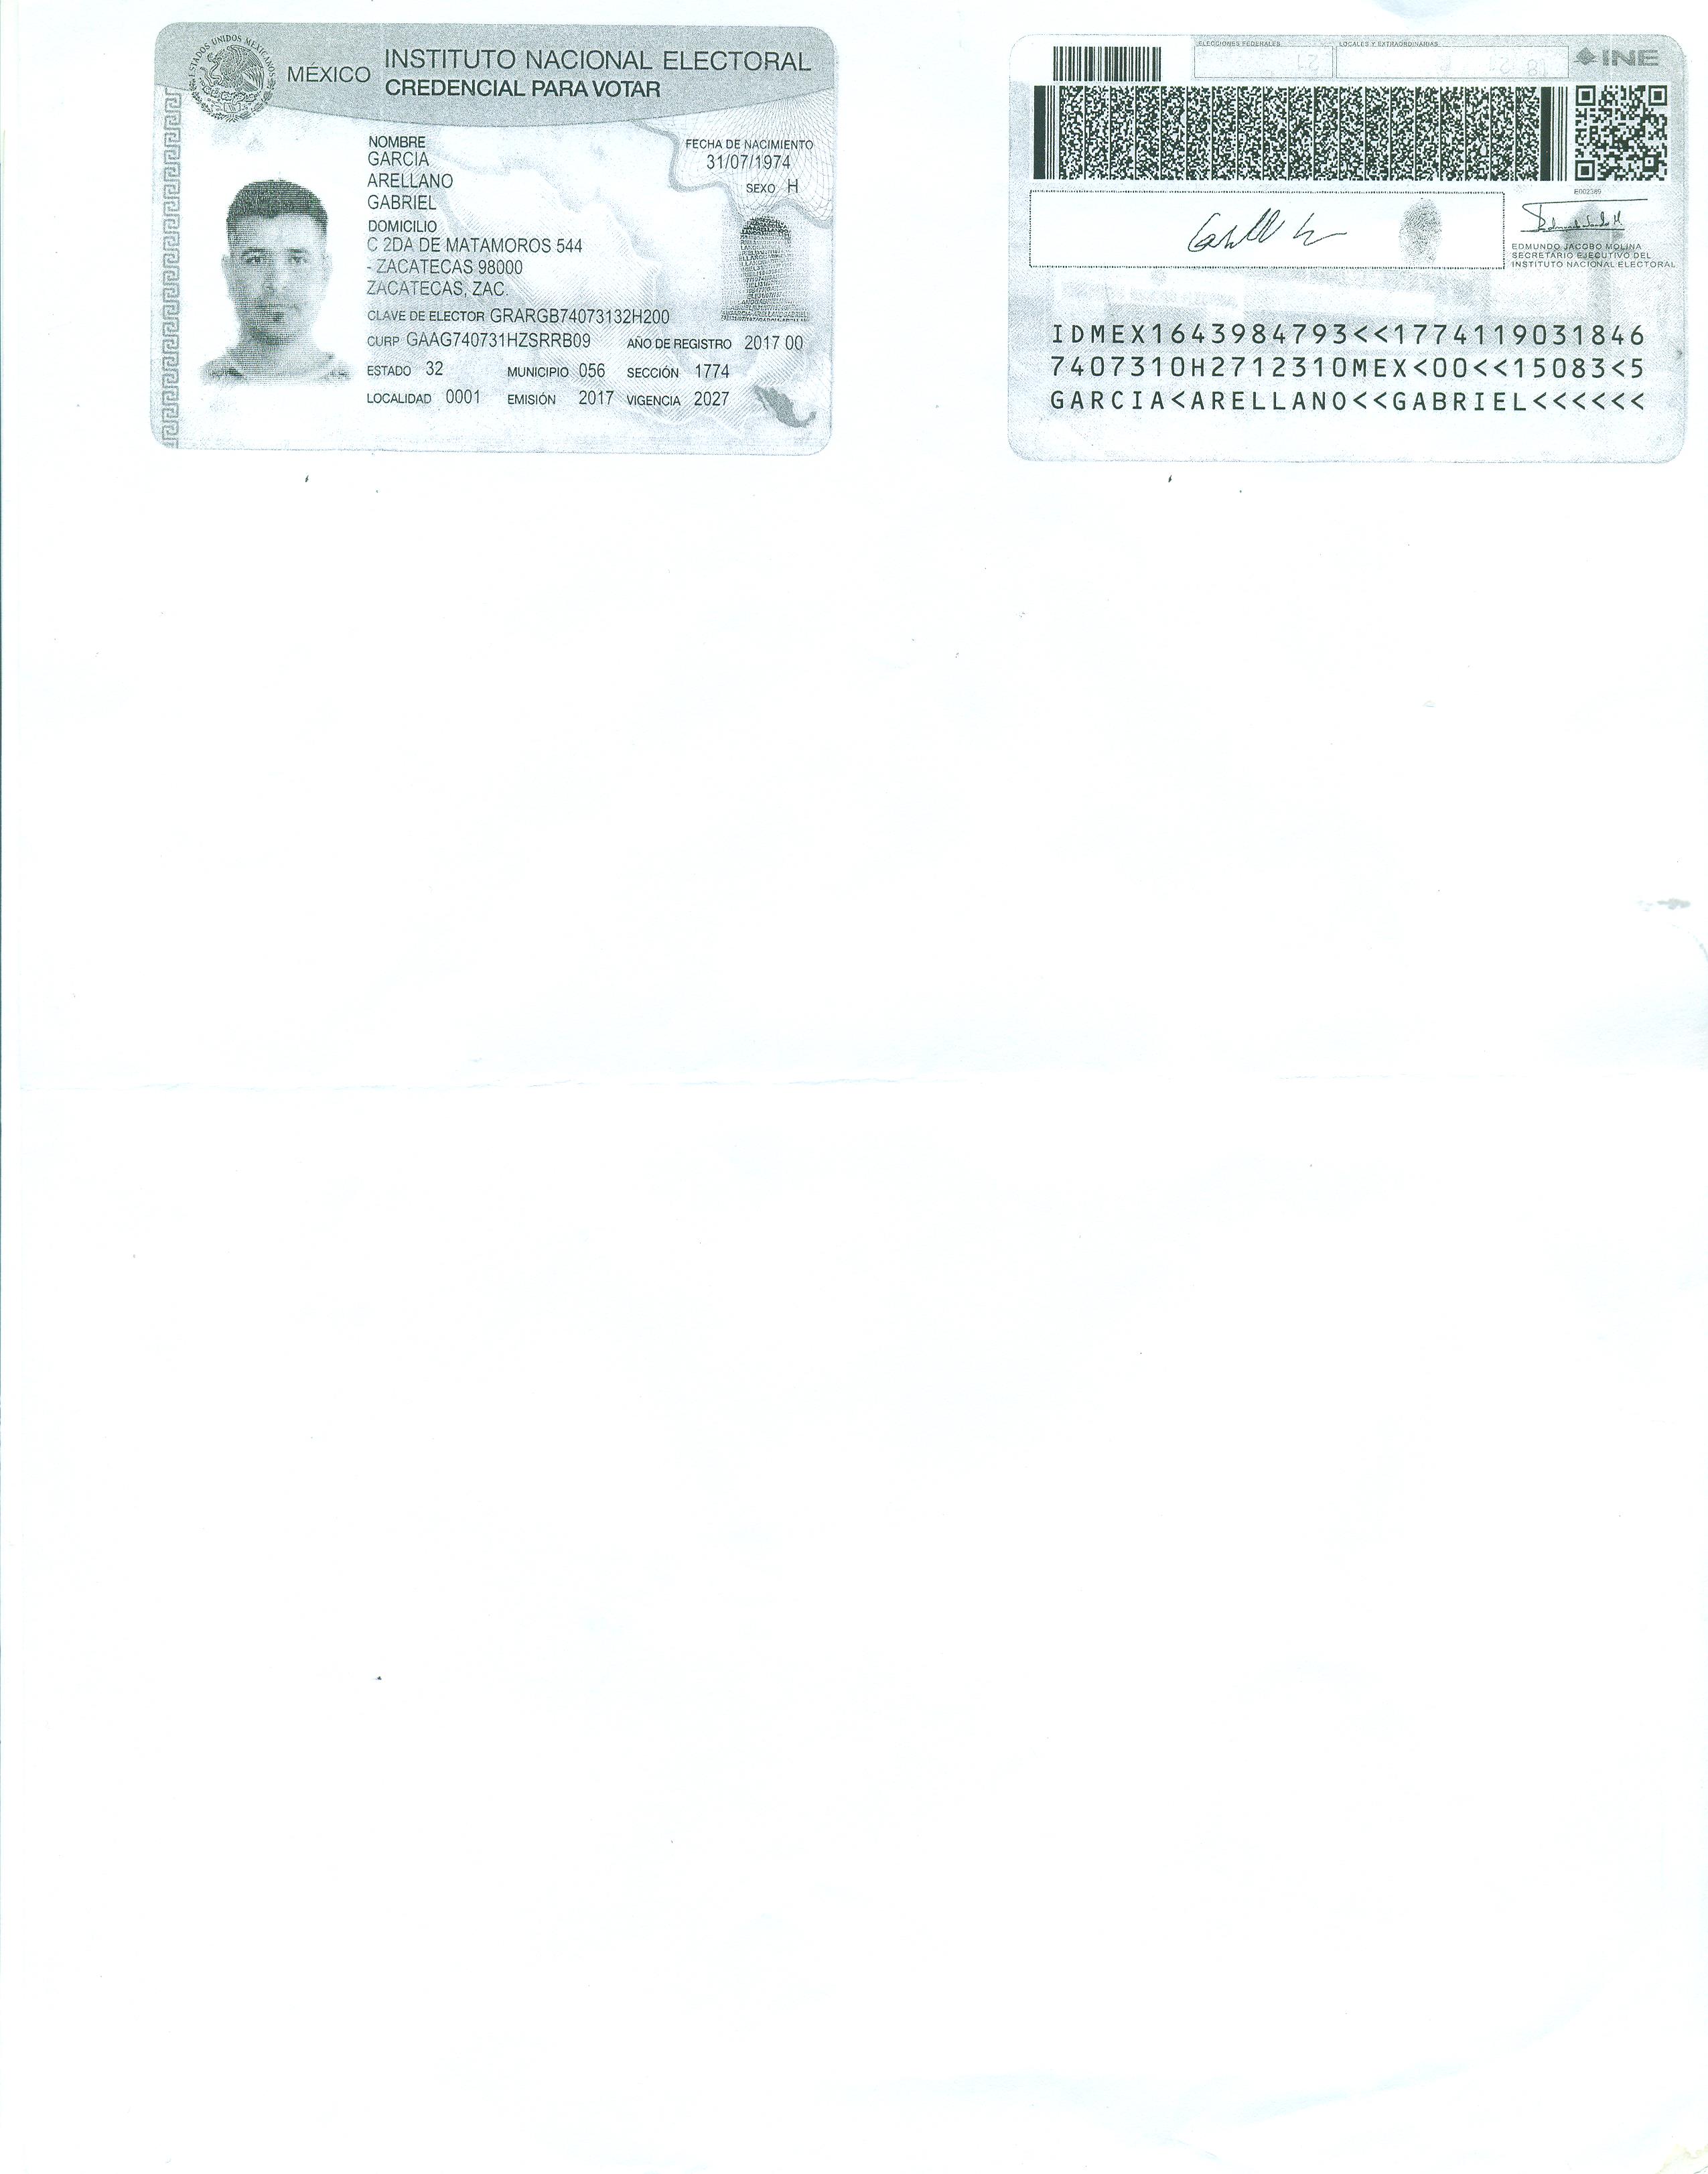 ESTADOS UNIDOS MEXICANOS
MÉXICO
INSTITUTO NACIONAL ELECTORAL
CREDENCIAL PARA VOTAR
NOMBRE
GARCIA
ARELLANO
GABRIEL
FECHA DE NACIMIENTO
31/07/1974
SEXO H
DOMICILIO
C 2DA DE MATAMOROS 544
- ZACATECAS 98000
ZACATECAS, ZAC.
CLAVE DE ELECTOR GRARGB74073132H200
CURP GAAG740731HZSRRB09 AÑO DE REGISTRO 2017 00
ESTADO 32 MUNICIPIO 056 SECCIÓN 1774
LOCALIDAD 0001 EMISIÓN 2017 VIGENCIA 2027
ELECCIONES FEDERALES LOCALES Y EXTRAORDINARIAS
INE
EDMUNDO JACOBO MOLINA
SECRETARIO EJECUTIVO DEL
INSTITUTO NACIONAL ELECTORAL
IDMEX1643984793<<1774119031846
7407310H2712310MEX<00<<15083<5
GARCIA<ARELLANO<<GABRIEL<<<<<<